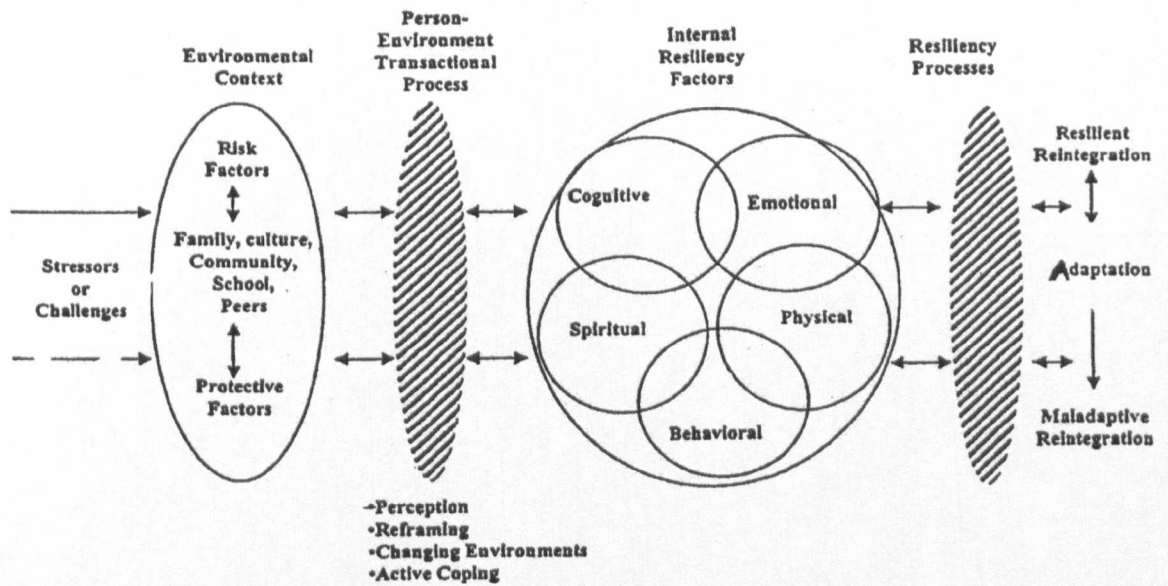 Environmental
Context
Person-
Environment
Transactional
Process
Internal
Resiliency
Factors
Resiliency
Processes
Stressors
or
Challenges
Risk
Factors
Family, culture,
Community,
School,
Peers
Protective
Factors
•Perception
•Reframing
•Changing Environments
•Active Coping
Cognitive
Emotional
Spiritual
Physical
Behavioral
Resilient
Reintegration
Adaptation
Maladaptive
Reintegration